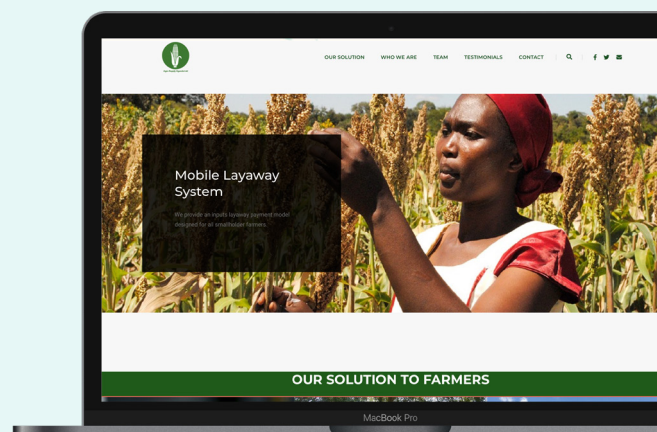 OUR SOLUTION WHO WE ARE TEAM TESTIMONIALS CONTACT
Mobile Layaway
System
We provide an inputs layaway payment model
designed for all smallholder farmers.
OUR SOLUTION TO FARMERS
MacBook Pro